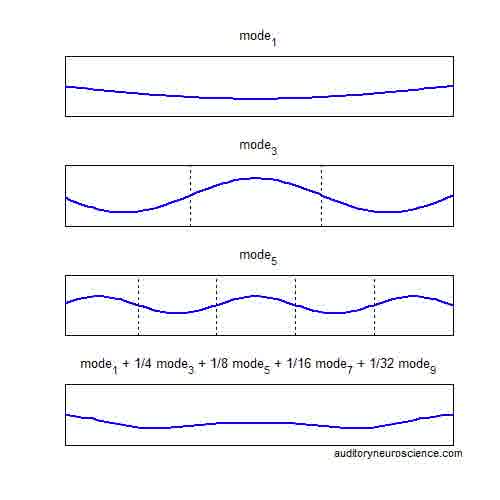 mode1
mode3
mode5
mode1 + 1/4 mode3 + 1/8 mode5 + 1/16 mode7 + 1/32 mode9
auditoryneuroscience.com